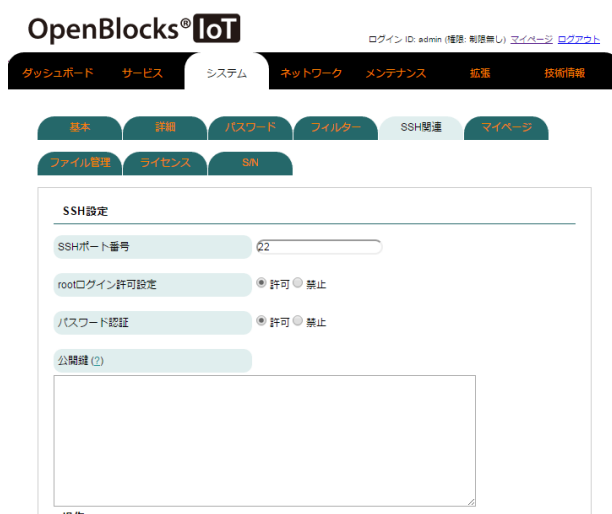 OpenBlocks® IoT
ログイン ID: admin (権限: 制限無し) マイページ ログアウト
ダッシュボード サービス システム ネットワーク メンテナンス 拡張 技術情報
基本 詳細 パスワード フィルター SSH関連 マイページ
ファイル管理 ライセンス S/N
SSH設定
SSHポート番号 22
rootログイン許可設定 許可 禁止
パスワード認証 許可 禁止
公開鍵 (?)